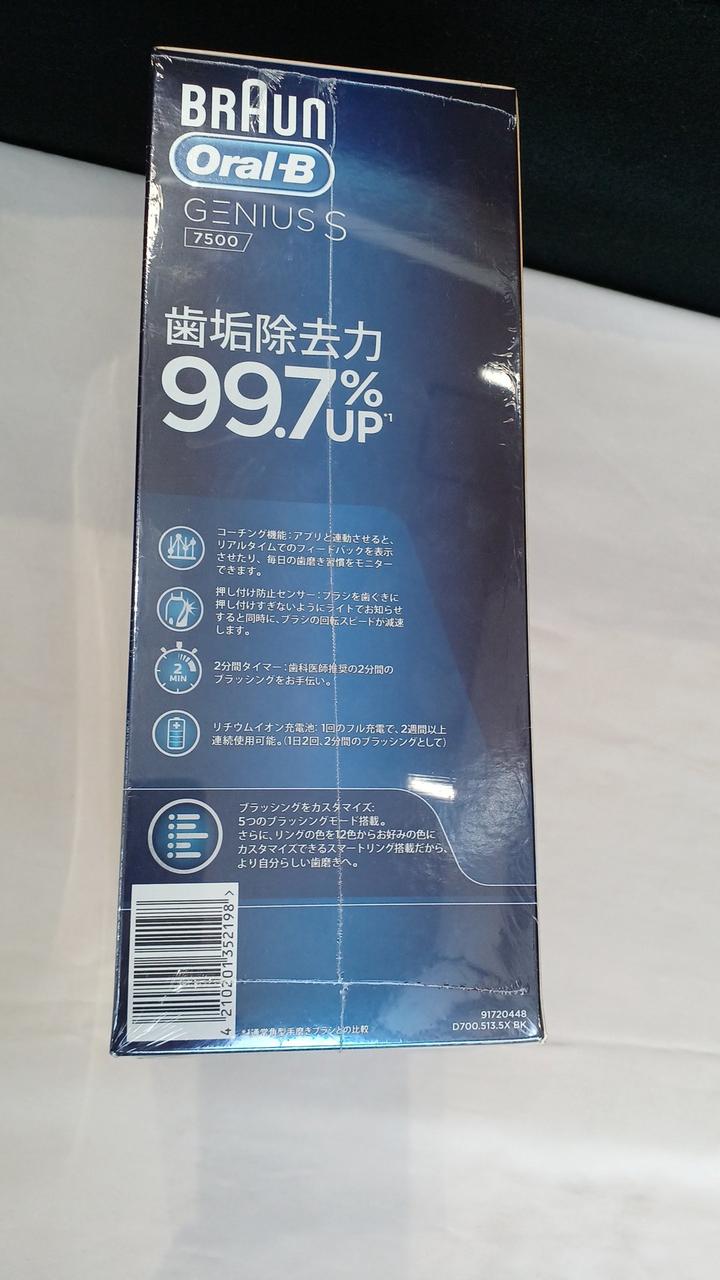 BRAUN
Oral-B
GENIUS S
7500
歯垢除去力
99.7%
UP*1
コーチング機能：アプリと連動させると、
リアルタイムでのフィードバックを表示
させたり、毎日の歯磨き習慣をモニター
できます。
押し付け防止センサー：ブラシを歯ぐきに
押し付けすぎないようにライトでお知らせ
すると同時に、ブラシの回転スピードが減速
します。
2
MIN
2分間タイマー：歯科医師推奨の2分間の
ブラッシングをお手伝い。
リチウムイオン充電池：1回のフル充電で、2週間以上
連続使用可能。（1日2回、2分間のブラッシングとして）
ブラッシングをカスタマイズ：
5つのブラッシングモード搭載。
さらに、リングの色を12色からお好みの色に
カスタマイズできるスマートリング搭載だから、
より自分らしい歯磨きへ。
4 210201 352198 >
*1通常角型手磨きブラシとの比較
91720448
D700.513.5X BK